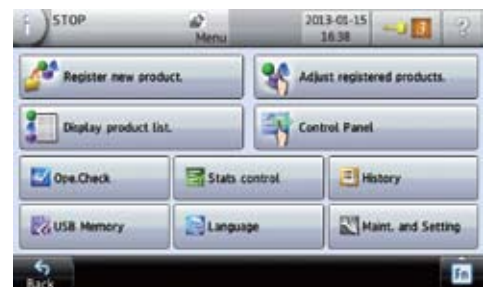 STOP
Menu
2013-01-15
16:38
Register new product.
Adjust registered products.
Display product list.
Control Panel
Ope.Check
Stats control
History
USB Memory
Language
Maint. and Setting
Back
Fn